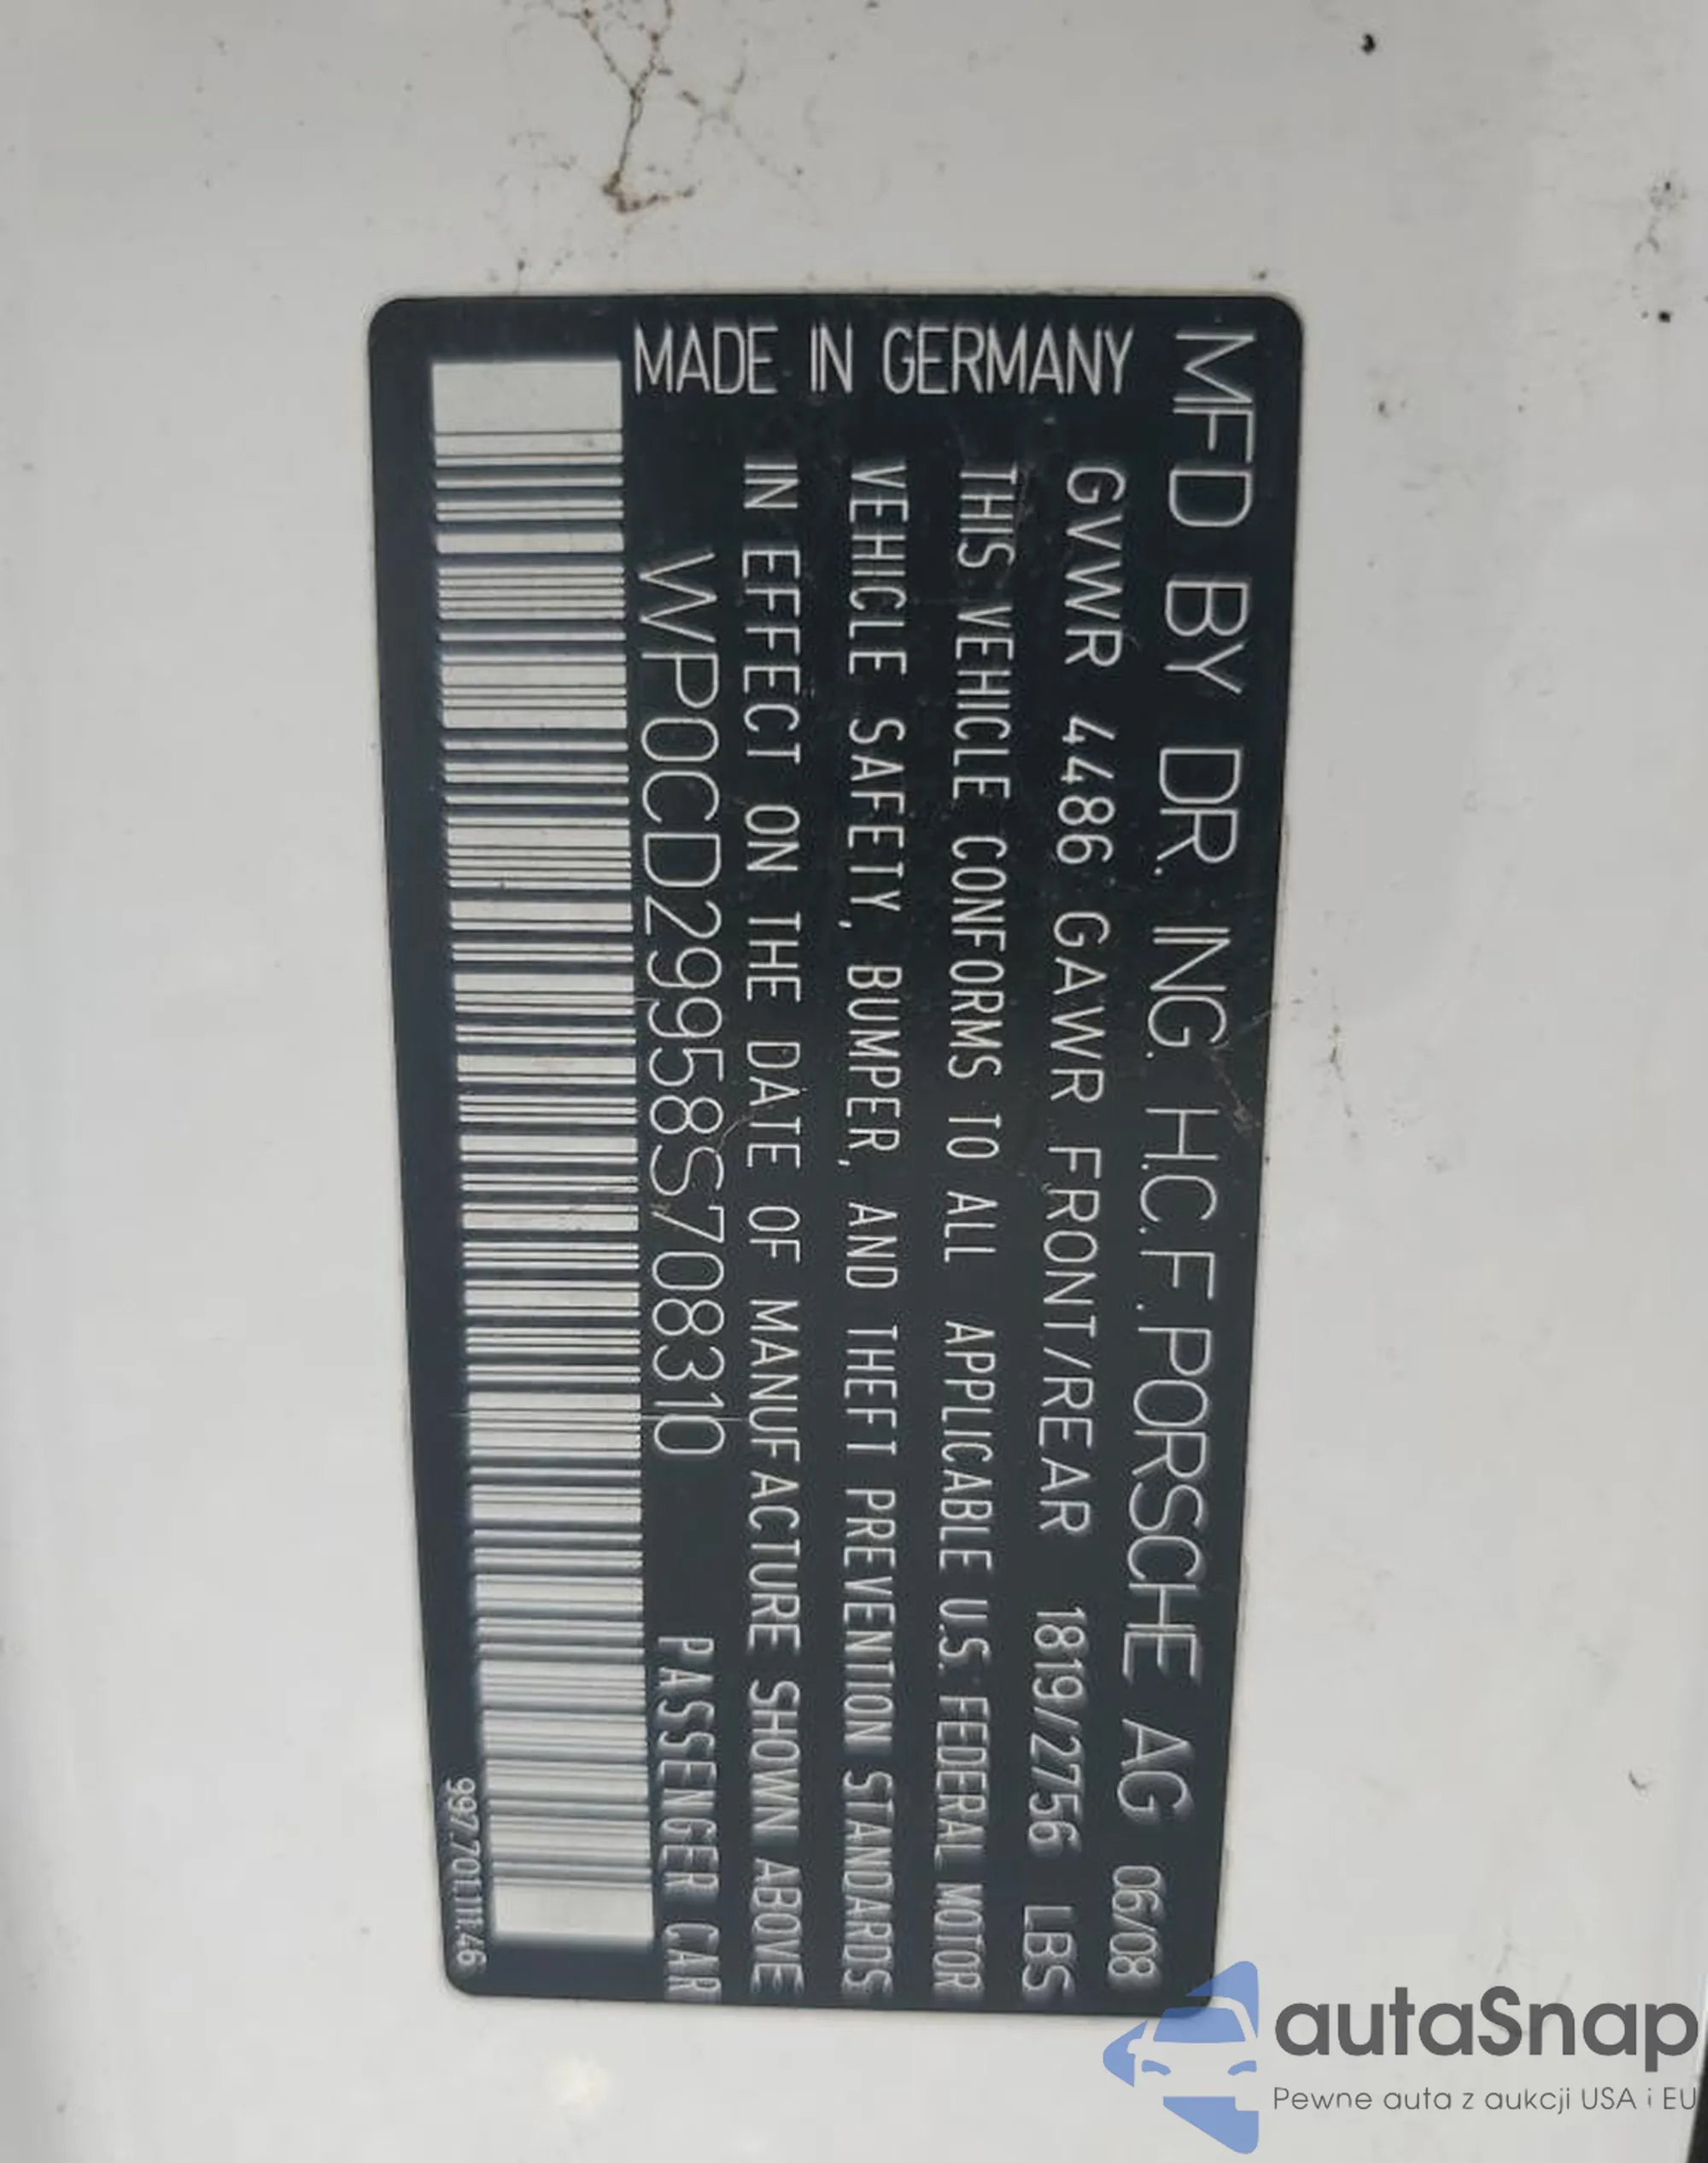 MFD BY DR. ING. H.C.F. PORSCHE AG 06/08
GVWR 4486 GAWR FRONT/REAR 1819/2756 LBS
THIS VEHICLE CONFORMS TO ALL APPLICABLE U.S. FEDERAL MOTOR
VEHICLE SAFETY, BUMPER, AND THEFT PREVENTION STANDARDS
IN EFFECT ON THE DATE OF MANUFACTURE SHOWN ABOVE
WP0CD29958S708310 PASSENGER CAR
MADE IN GERMANY
997.701.111.46
autaSnap
Pewne auta z aukcji USA i EU